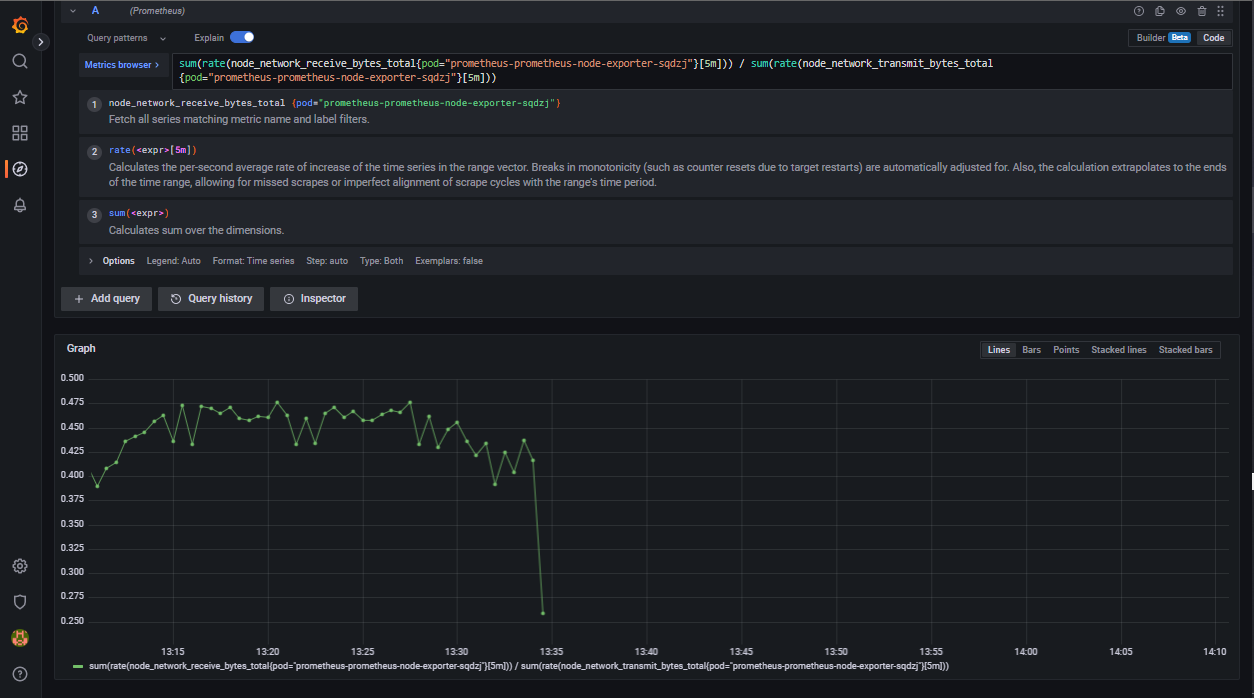 A (Prometheus)
Query patterns Explain Builder Beta Code
Metrics browser > sum(rate(node_network_receive_bytes_total{pod="prometheus-prometheus-node-exporter-sqdzj"}[5m])) / sum(rate(node_network_transmit_bytes_total
{pod="prometheus-prometheus-node-exporter-sqdzj"}[5m]))
1 node_network_receive_bytes_total {pod="prometheus-prometheus-node-exporter-sqdzj"}
Fetch all series matching metric name and label filters.
2 rate(<expr>[5m])
Calculates the per-second average rate of increase of the time series in the range vector. Breaks in monotonicity (such as counter resets due to target restarts) are automatically adjusted for. Also, the calculation extrapolates to the ends
of the time range, allowing for missed scrapes or imperfect alignment of scrape cycles with the range's time period.
3 sum(<expr>)
Calculates sum over the dimensions.
> Options Legend: Auto Format: Time series Step: auto Type: Both Exemplars: false
+ Add query Query history Inspector
Graph Lines Bars Points Stacked lines Stacked bars
0.500
0.475
0.450
0.425
0.400
0.375
0.350
0.325
0.300
0.275
0.250
13:15 13:20 13:25 13:30 13:35 13:40 13:45 13:50 13:55 14:00 14:05 14:10
sum(rate(node_network_receive_bytes_total{pod="prometheus-prometheus-node-exporter-sqdzj"}[5m])) / sum(rate(node_network_transmit_bytes_total{pod="prometheus-prometheus-node-exporter-sqdzj"}[5m]))